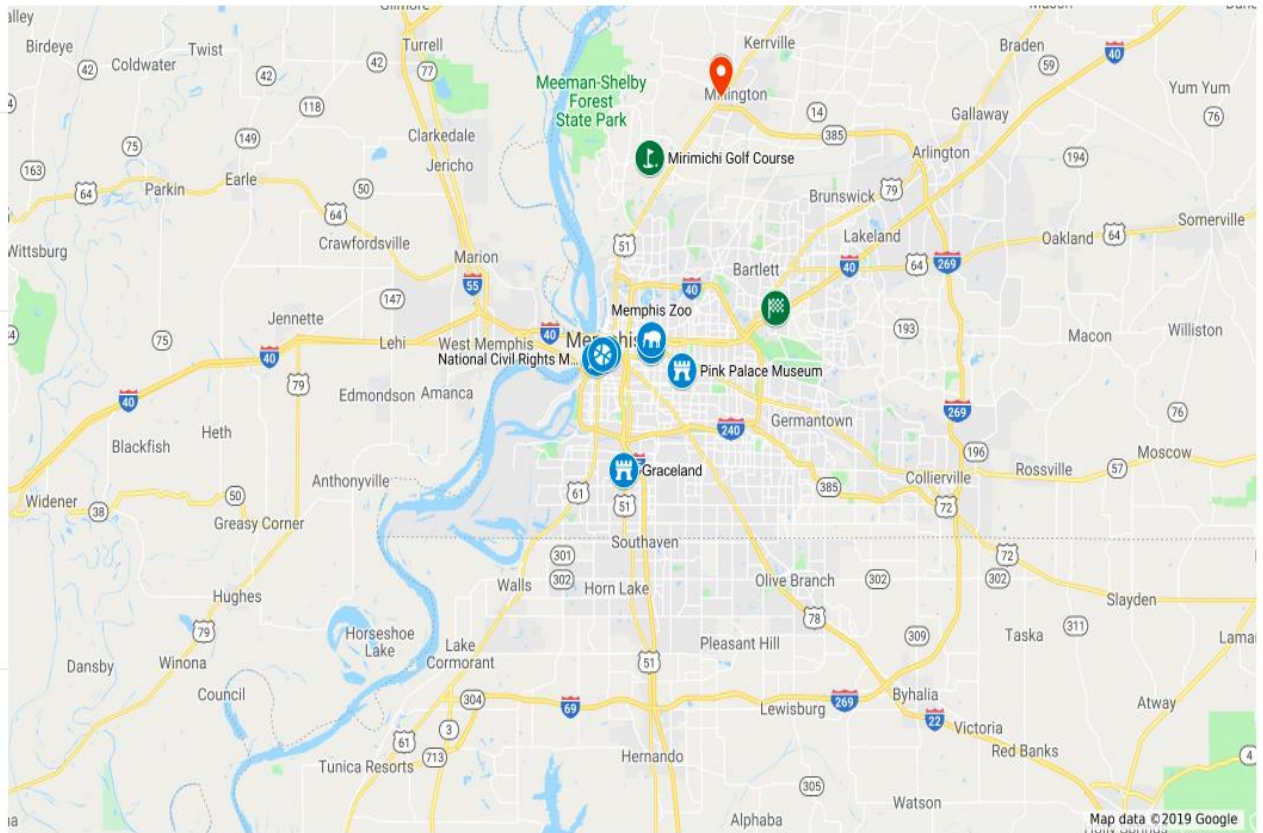 alley
Gilmore
Mason
Birdeye
Twist
Turrell
Kerrville
Braden
42
Coldwater
42
42
77
40
59
Meeman-Shelby
Forest
State Park
Millington
Yum Yum
118
14
Gallaway
76
149
Clarkedale
385
75
Jericho
Arlington
194
163
Mirimichi Golf Course
Parkin
Earle
50
Brunswick
79
64
64
Somerville
Wittsburg
Crawfordsville
51
Lakeland
Oakland
64
Marion
Bartlett
40
64
269
55
40
147
Memphis Zoo
Jennette
193
75
Lehi
West Memphis
40
Memphis
Macon
Williston
40
National Civil Rights M...
Pink Palace Museum
79
Edmondson
Amanca
40
269
76
Germantown
Heth
240
Blackfish
196
Moscow
Graceland
Rossville
57
Anthonyville
Collierville
Widener
50
61
385
38
51
72
Greasy Corner
Southaven
301
72
Walls
302
Horn Lake
Olive Branch
302
302
Hughes
Slayden
78
79
311
Horseshoe
Lake
309
Taska
Lamar
Pleasant Hill
Lake
Cormorant
Dansby
Winona
51
Council
304
Byhalia
Atway
69
Lewisburg
269
3
22
Victoria
61
Red Banks
713
Hernando
4
Tunica Resorts
305
Watson
Alphaba
Map data ©2019 Google